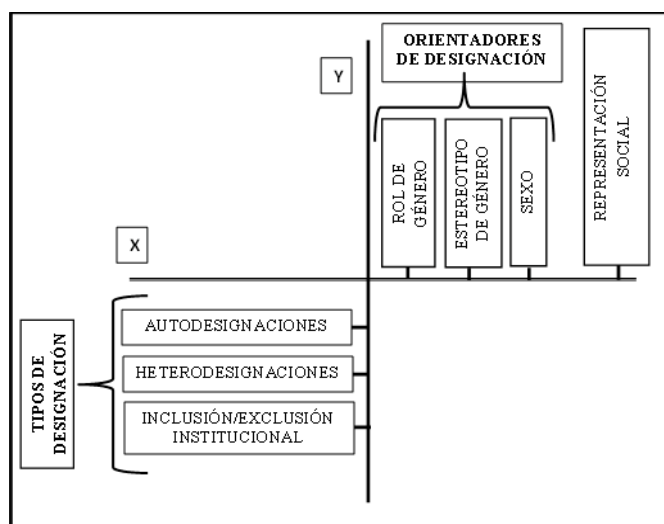 ORIENTADORES
DE DESIGNACIÓN
Y
ROL DE
GÉNERO
ESTEREOTIPO
DE GÉNERO
SEXO
REPRESENTACIÓN
SOCIAL
X
TIPOS DE
DESIGNACIÓN
AUTODESIGNACIONES
HETERODESIGNACIONES
INCLUSIÓN/EXCLUSIÓN
INSTITUCIONAL